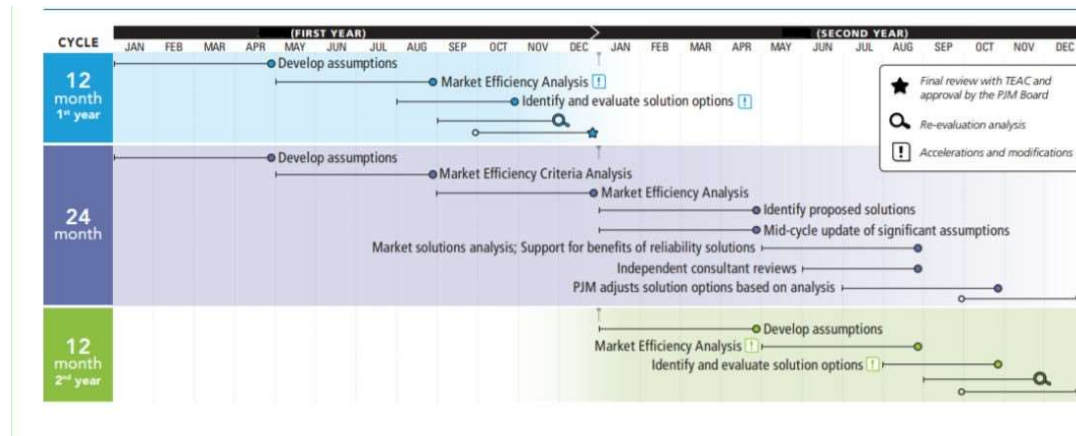 (FIRST YEAR) (SECOND YEAR)
CYCLE JAN FEB MAR APR MAY JUN JUL AUG SEP OCT NOV DEC JAN FEB MAR APR MAY JUN JUL AUG SEP OCT NOV DEC
12
month
1st year
Develop assumptions
Market Efficiency Analysis !
Identify and evaluate solution options !
Final review with TEAC and
approval by the PJM Board
Re-evaluation analysis
! Accelerations and modifications
24
month
Develop assumptions
Market Efficiency Criteria Analysis
Market Efficiency Analysis
Identify proposed solutions
Mid-cycle update of significant assumptions
Market solutions analysis; Support for benefits of reliability solutions
Independent consultant reviews
PJM adjusts solution options based on analysis
12
month
2nd year
Develop assumptions
Market Efficiency Analysis !
Identify and evaluate solution options !